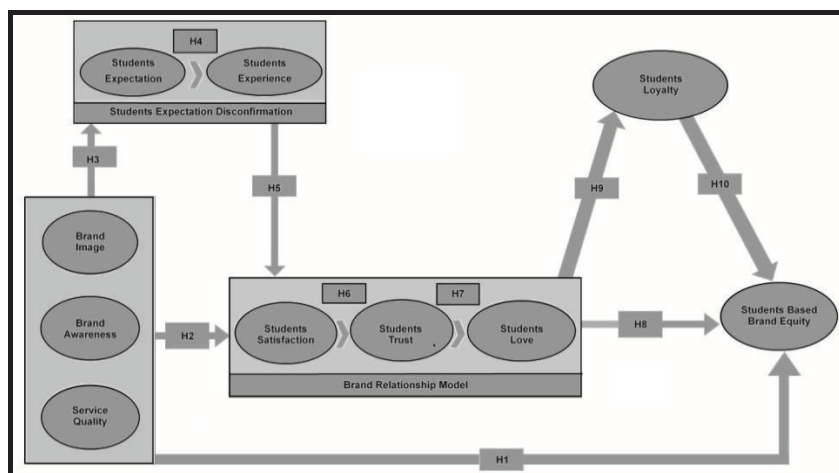 H4
Students
Expectation
Students
Experience
Students Expectation Disconfirmation
Students
Loyalty
H3
H5
H9
H10
Brand
Image
Brand
Awareness
Service
Quality
H2
H6
H7
Students
Satisfaction
Students
Trust
Students
Love
Brand Relationship Model
H8
Students Based
Brand Equity
H1